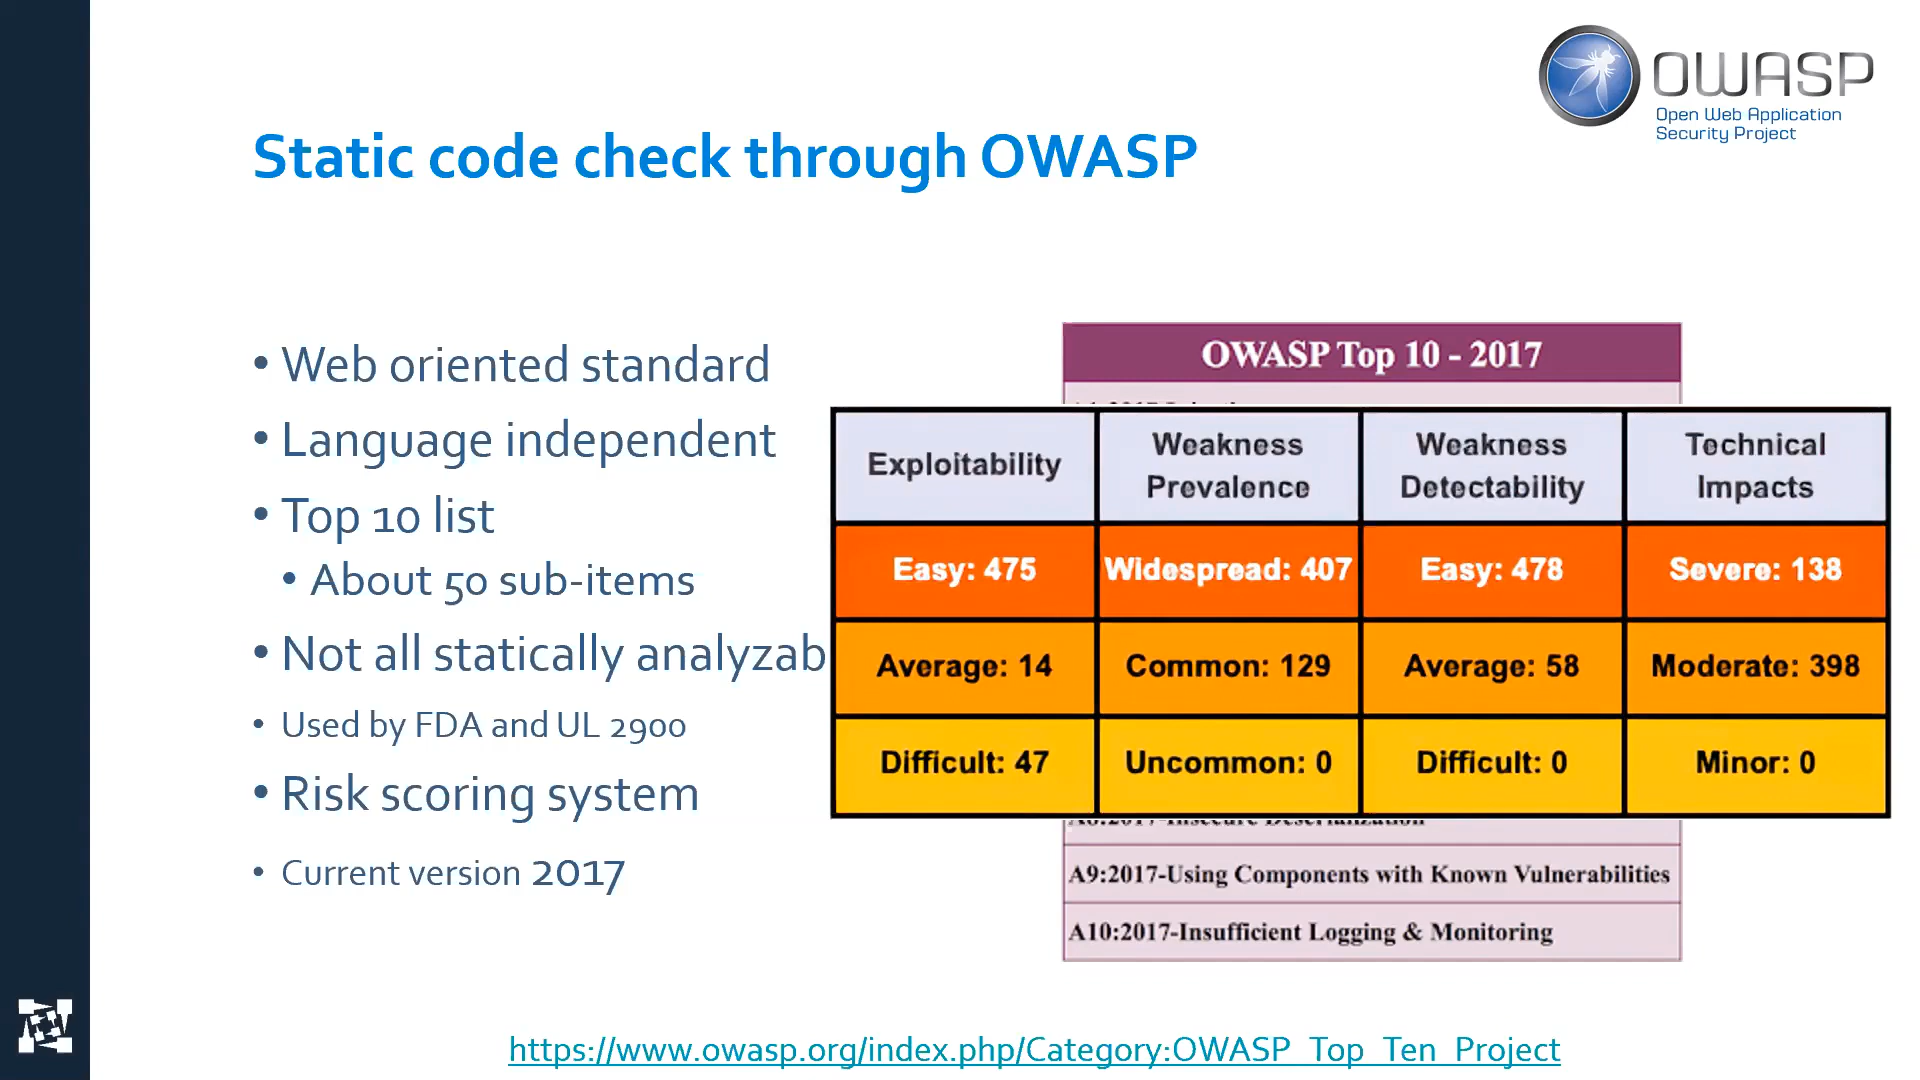 OWASP
Open Web Application
Security Project
Static code check through OWASP
• Web oriented standard
• Language independent
• Top 10 list
• About 50 sub-items
• Not all statically analyzab
• Used by FDA and UL 2900
• Risk scoring system
• Current version 2017
OWASP Top 10 - 2017
Exploitability
Weakness
Prevalence
Weakness
Detectability
Technical
Impacts
Easy: 475
Widespread: 407
Easy: 478
Severe: 138
Average: 14
Common: 129
Average: 58
Moderate: 398
Difficult: 47
Uncommon: 0
Difficult: 0
Minor: 0
A8:2017-Insecure Deserialization
A9:2017-Using Components with Known Vulnerabilities
A10:2017-Insufficient Logging & Monitoring
https://www.owasp.org/index.php/Category:OWASP_Top_Ten_Project